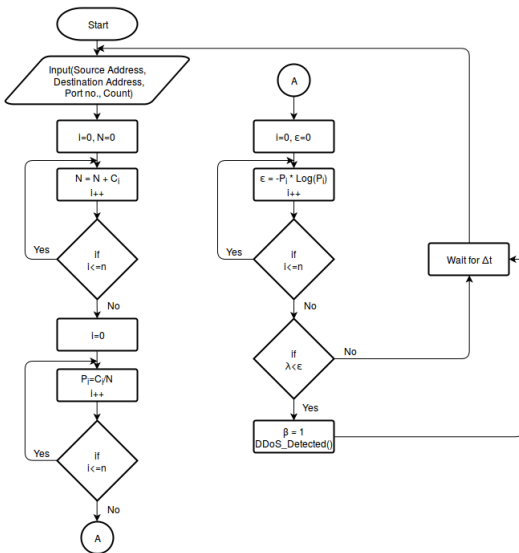 Start
Input(Source Address,
Destination Address,
Port no., Count)
i=0, N=0
N = N + Cᵢ
i++
if
i<=n
Yes
No
i=0
Pᵢ=Cᵢ/N
i++
if
i<=n
Yes
No
A
A
i=0, ε=0
ε = -Pᵢ * Log(Pᵢ)
i++
if
i<=n
Yes
No
if
λ<ε
No
Yes
β = 1
DDoS_Detected()
Wait for Δt